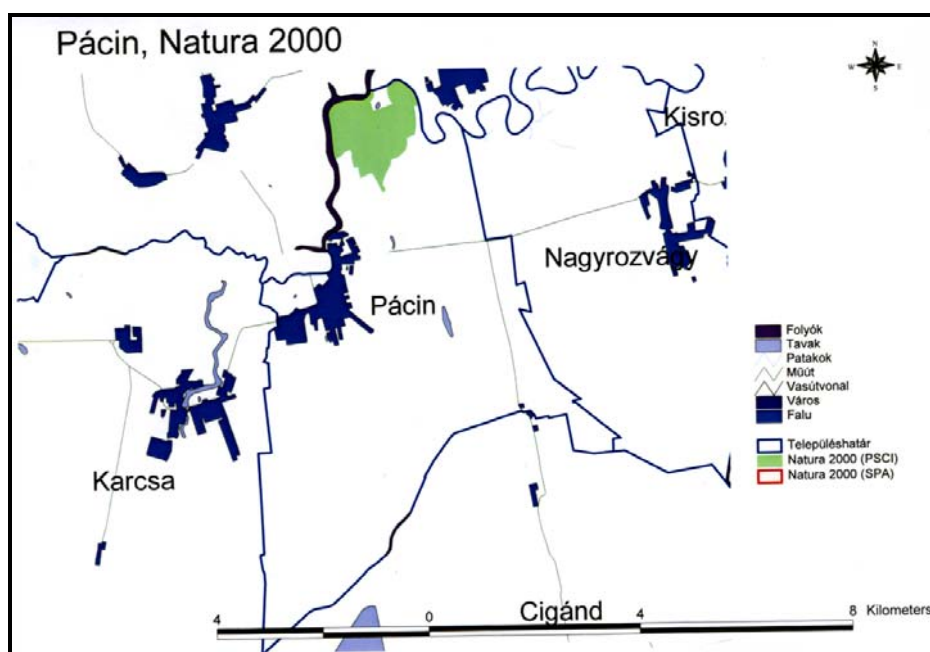 Pácin, Natura 2000
N
W E
S
Nagyrozvágy
Pácin
Karcsa
Cigánd
Folyók
Tavak
Patakok
Műút
Vasútvonal
Város
Falu
Településhatár
Natura 2000 (PSCI)
Natura 2000 (SPA)
4 0 4 8 Kilometers